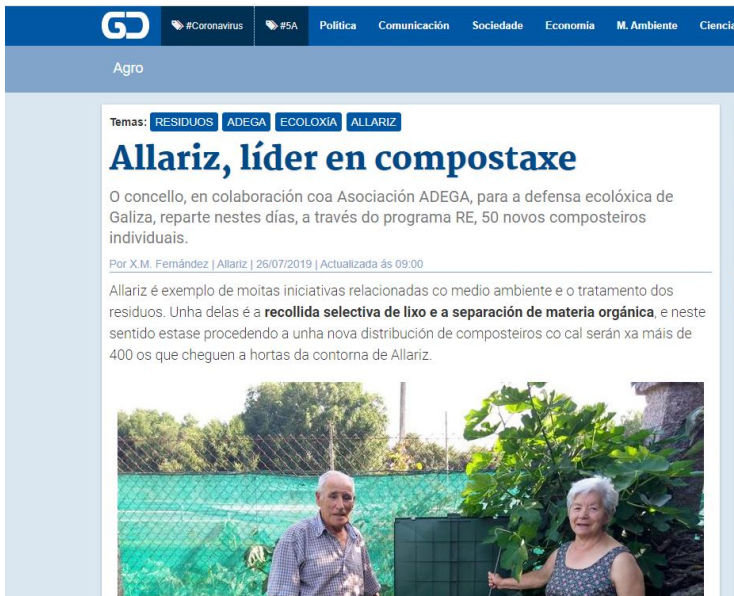 GD #Coronavirus #5A Política Comunicación Sociedade Economía M. Ambiente Ciencia
Agro
Temas: RESIDUOS ADEGA ECOLOXÍA ALLARIZ
Allariz, líder en compostaxe
O concello, en colaboración coa Asociación ADEGA, para a defensa ecolóxica de
Galiza, reparte nestes días, a través do programa RE, 50 novos composteiros
individuais.
Por X.M. Fernández | Allariz | 26/07/2019 | Actualizada ás 09:00
Allariz é exemplo de moitas iniciativas relacionadas co medio ambiente e o tratamento dos
residuos. Unha delas é a recollida selectiva de lixo e a separación de materia orgánica, e neste
sentido estase procedendo a unha nova distribución de composteiros co cal serán xa máis de
400 os que cheguen a hortas da contorna de Allariz.